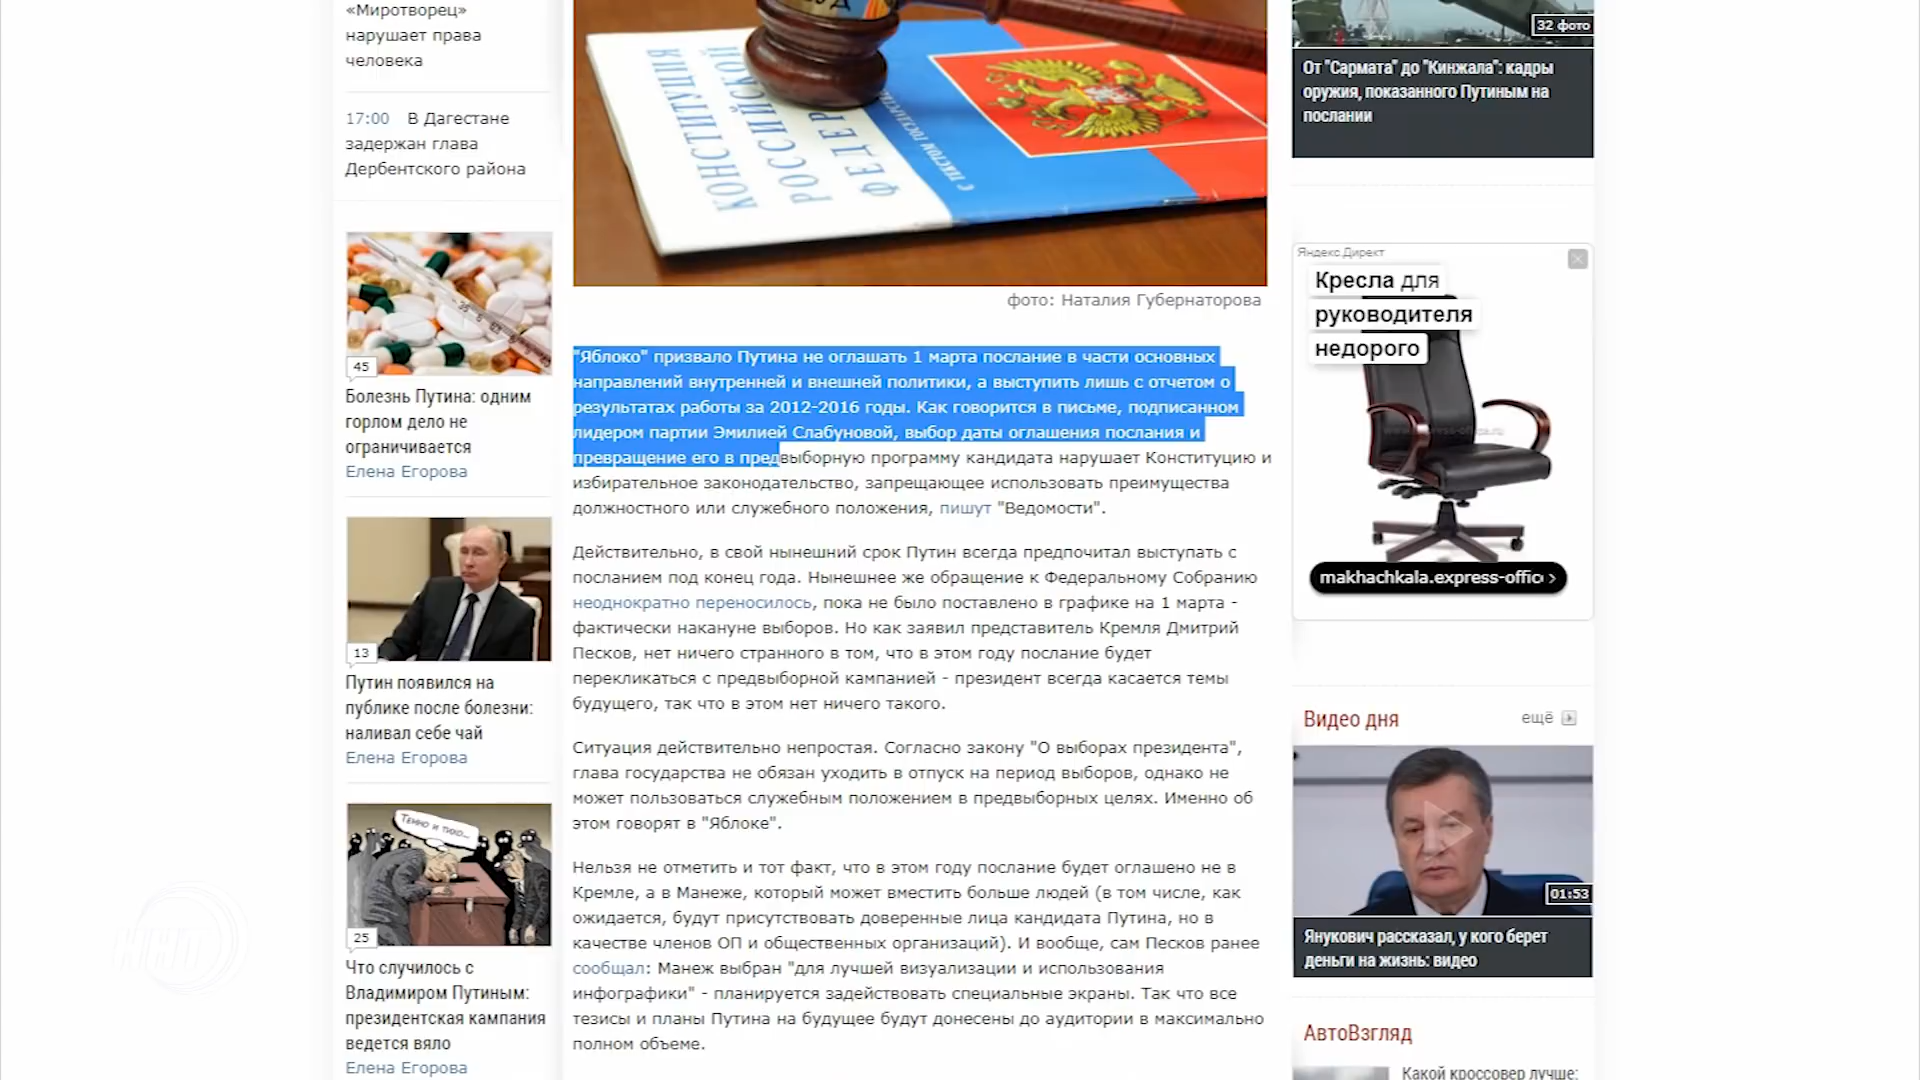 «Миротворец»
нарушает права
человека
17:00 В Дагестане
задержан глава
Дербентского района
45
Болезнь Путина: одним
горлом дело не
ограничивается
Елена Егорова
13
Путин появился на
публике после болезни:
наливал себе чай
Елена Егорова
Темно и тихо...
25
Что случилось с
Владимиром Путиным:
президентская кампания
ведется вяло
Елена Егорова
КОНСТИТУЦИЯ
РОССИЙСКОЙ
ФЕДЕР
С ТЕКСТОМ ГОСУДАРСТВ
фото: Наталия Губернаторова
"Яблоко" призвало Путина не оглашать 1 марта послание в части основных
направлений внутренней и внешней политики, а выступить лишь с отчетом о
результатах работы за 2012-2016 годы. Как говорится в письме, подписанном
лидером партии Эмилией Слабуновой, выбор даты оглашения послания и
превращение его в предвыборную программу кандидата нарушает Конституцию и
избирательное законодательство, запрещающее использовать преимущества
должностного или служебного положения, пишут "Ведомости".
Действительно, в свой нынешний срок Путин всегда предпочитал выступать с
посланием под конец года. Нынешнее же обращение к Федеральному Собранию
неоднократно переносилось, пока не было поставлено в графике на 1 марта -
фактически накануне выборов. Но как заявил представитель Кремля Дмитрий
Песков, нет ничего странного в том, что в этом году послание будет
перекликаться с предвыборной кампанией - президент всегда касается темы
будущего, так что в этом нет ничего такого.
Ситуация действительно непростая. Согласно закону "О выборах президента",
глава государства не обязан уходить в отпуск на период выборов, однако не
может пользоваться служебным положением в предвыборных целях. Именно об
этом говорят в "Яблоке".
Нельзя не отметить и тот факт, что в этом году послание будет оглашено не в
Кремле, а в Манеже, который может вместить больше людей (в том числе, как
ожидается, будут присутствовать доверенные лица кандидата Путина, но в
качестве членов ОП и общественных организаций). И вообще, сам Песков ранее
сообщал: Манеж выбран "для лучшей визуализации и использования
инфографики" - планируется задействовать специальные экраны. Так что все
тезисы и планы Путина на будущее будут донесены до аудитории в максимально
полном объеме.
32 фото
От "Сармата" до "Кинжала": кадры
оружия, показанного Путиным на
послании
Яндекс.Директ
Кресла для
руководителя
недорого
makhachkala.express-offic
Видео дня
ещё
01:53
Янукович рассказал, у кого берет
деньги на жизнь: видео
АвтоВзгляд
Какой кроссовер лучше: